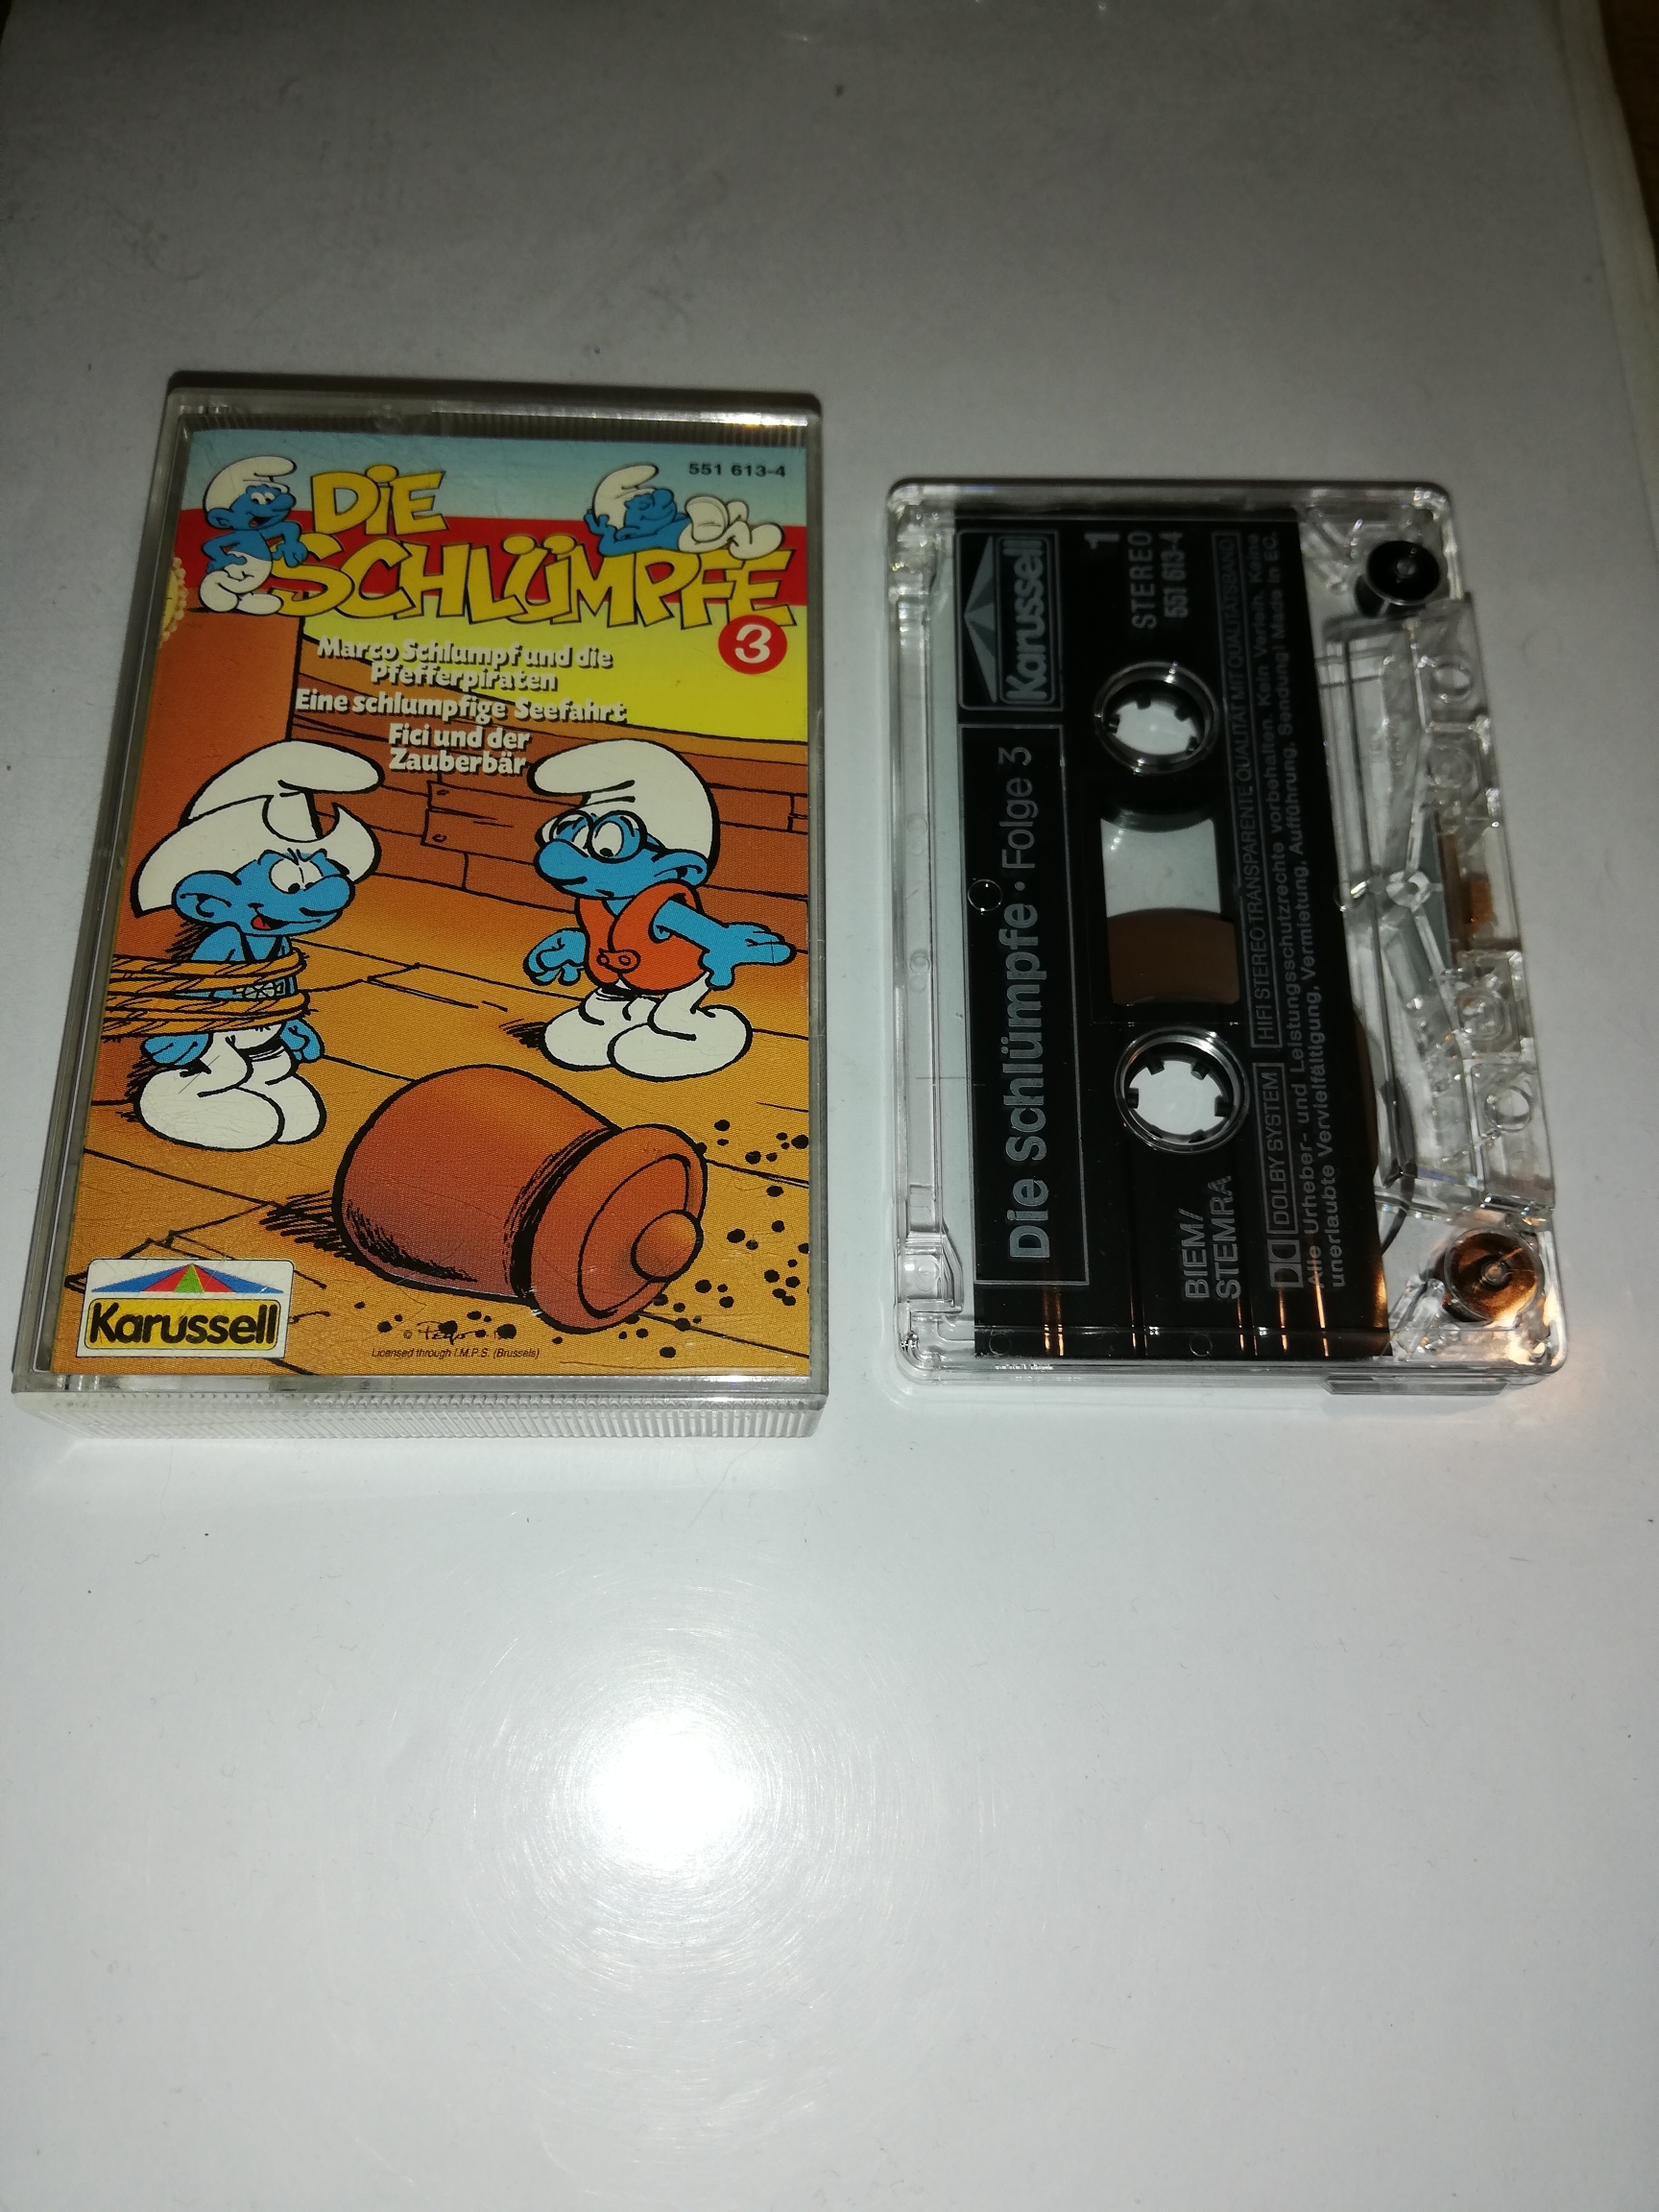 551 613-4
DIE
SCHLÜMPFE
3
Marco Schlumpf und die
Pfefferpiraten
Eine schlumpfige Seefahrt
Fici und der
Zauberbär
Karussell
©
Licensed through I.M.P.S. (Brussels)
Karussell
Die Schlümpfe • Folge 3
1
STEREO
551 613-4
BIEM/
STEMRA
DOLBY SYSTEM HIFI STEREO TRANSPARENTE QUALITÄT MIT QUALITÄTSBAND
Alle Urheber- und Leistungsschutzrechte vorbehalten. Kein Verleih. Keine
unerlaubte Vervielfältigung, Vermietung, Aufführung, Sendung! Made in EC.